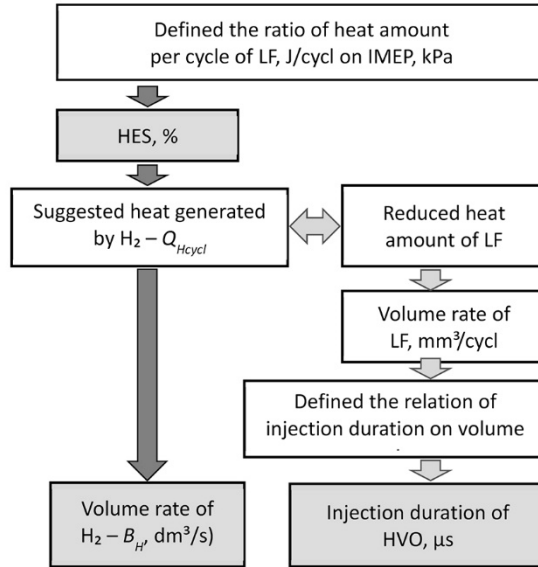 Defined the ratio of heat amount
per cycle of LF, J/cycl on IMEP, kPa
HES, %
Suggested heat generated
by H₂ – Q_Hcycl
Reduced heat
amount of LF
Volume rate of
LF, mm³/cycl
Defined the relation of
injection duration on volume
.
Volume rate of
H₂ – B_H, dm³/s)
Injection duration of
HVO, µs